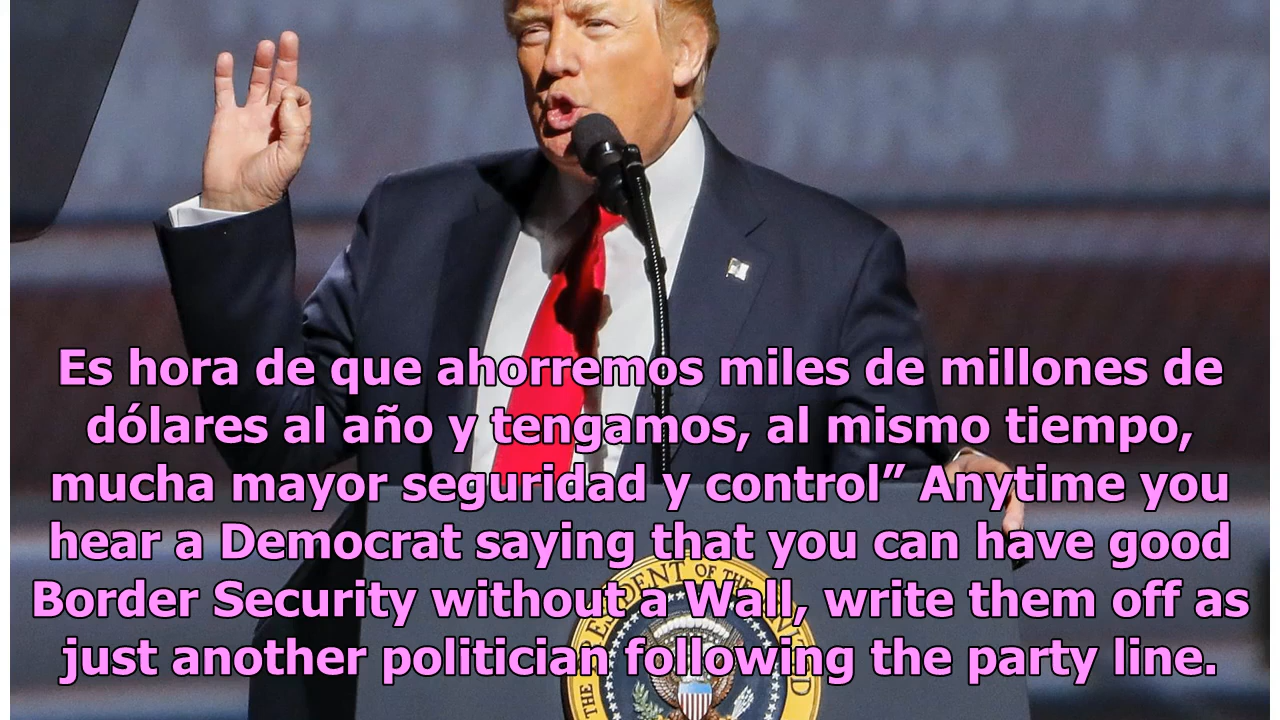 NRA
Es hora de que ahorremos miles de millones de
dólares al año y tengamos, al mismo tiempo,
mucha mayor seguridad y control” Anytime you
hear a Democrat saying that you can have good
Border Security without a Wall, write them off as
just another politician following the party line.